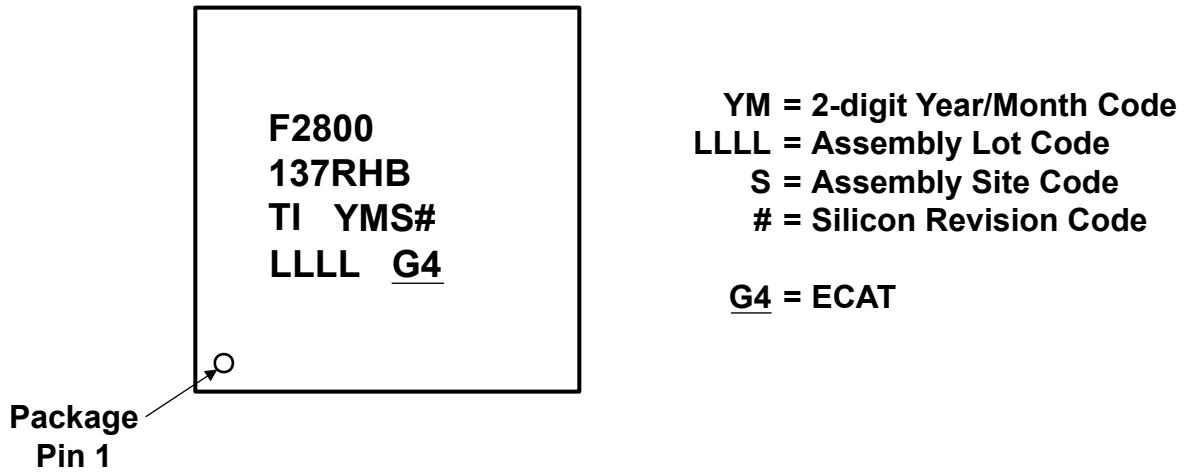 F2800
137RHB
TI YMS#
LLLL G4
Package
Pin 1
YM = 2-digit Year/Month Code
LLLL = Assembly Lot Code
S = Assembly Site Code
# = Silicon Revision Code
G4 = ECAT